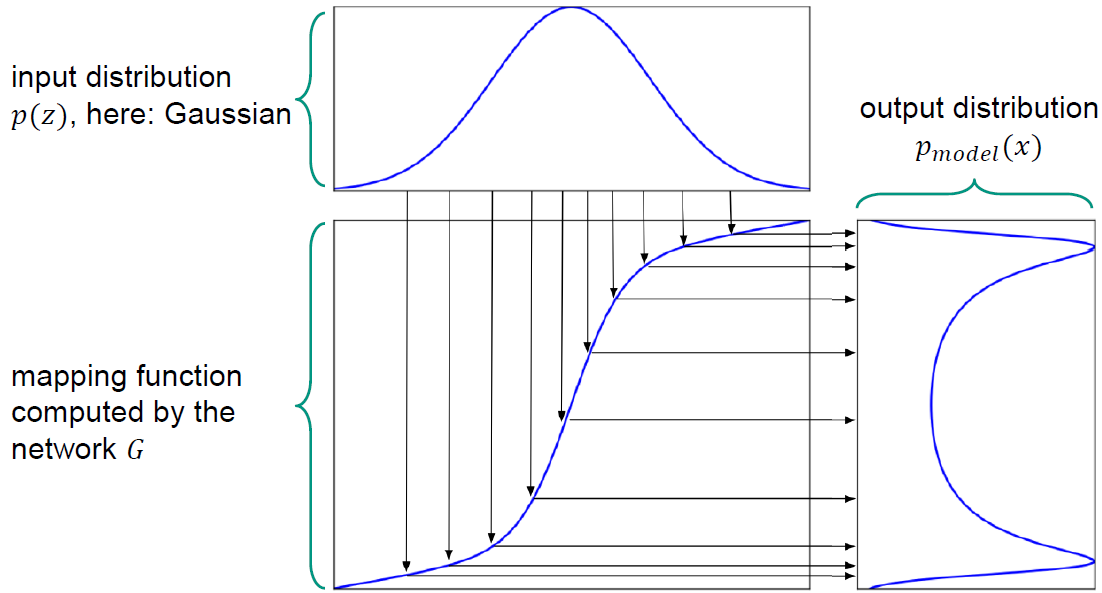 input distribution
p(z), here: Gaussian
output distribution
p_model(x)
mapping function
computed by the
network G